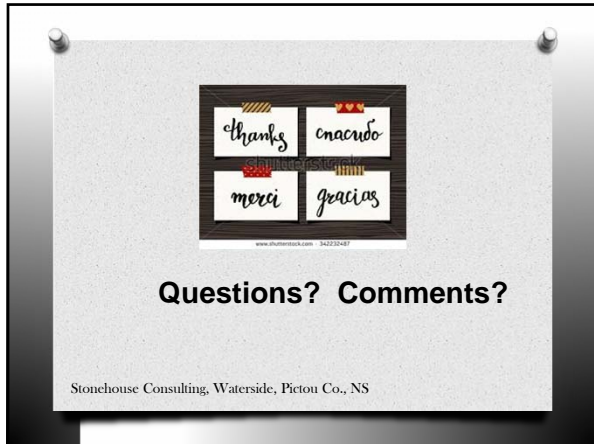 thanks
спасибо
shutterstock
merci
gracias
www.shutterstock.com · 342232487
Questions? Comments?
Stonehouse Consulting, Waterside, Pictou Co., NS